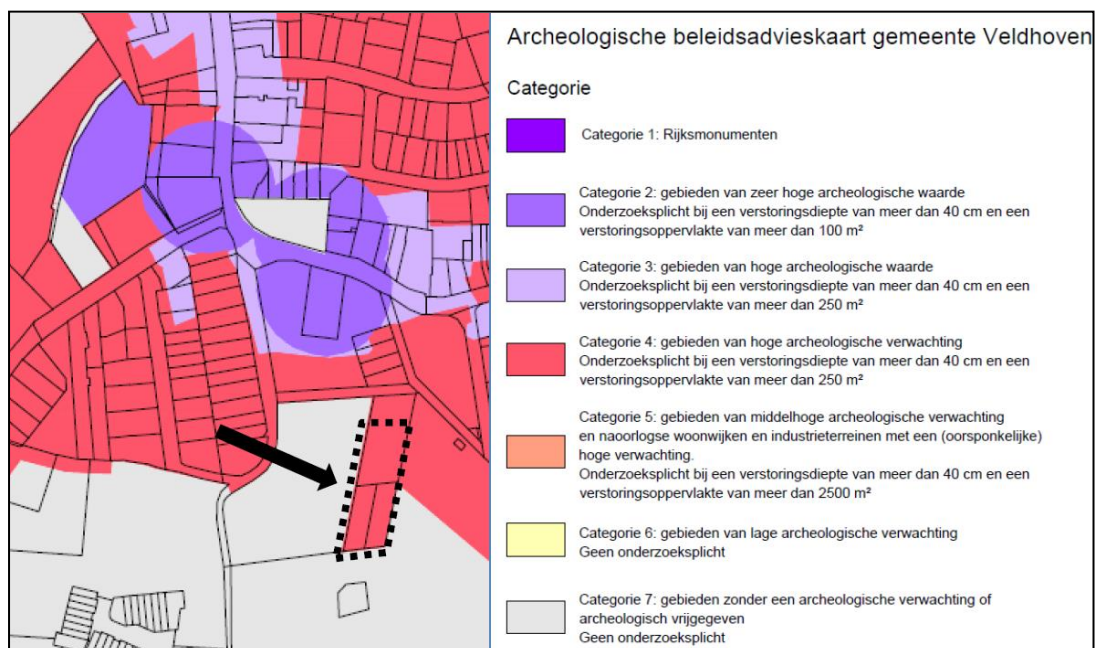 Archeologische beleidsadvieskaart gemeente Veldhoven
Categorie
Categorie 1: Rijksmonumenten
Categorie 2: gebieden van zeer hoge archeologische waarde
Onderzoeksplicht bij een verstoringsdiepte van meer dan 40 cm en een
verstoringsoppervlakte van meer dan 100 m²
Categorie 3: gebieden van hoge archeologische waarde
Onderzoeksplicht bij een verstoringsdiepte van meer dan 40 cm en een
verstoringsoppervlakte van meer dan 250 m²
Categorie 4: gebieden van hoge archeologische verwachting
Onderzoeksplicht bij een verstoringsdiepte van meer dan 40 cm en een
verstoringsoppervlakte van meer dan 250 m²
Categorie 5: gebieden van middelhoge archeologische verwachting
en naoorlogse woonwijken en industrieterreinen met een (oorsponkelijke)
hoge verwachting.
Onderzoeksplicht bij een verstoringsdiepte van meer dan 40 cm en een
verstoringsoppervlakte van meer dan 2500 m²
Categorie 6: gebieden van lage archeologische verwachting
Geen onderzoeksplicht
Categorie 7: gebieden zonder een archeologische verwachting of
archeologisch vrijgegeven
Geen onderzoeksplicht